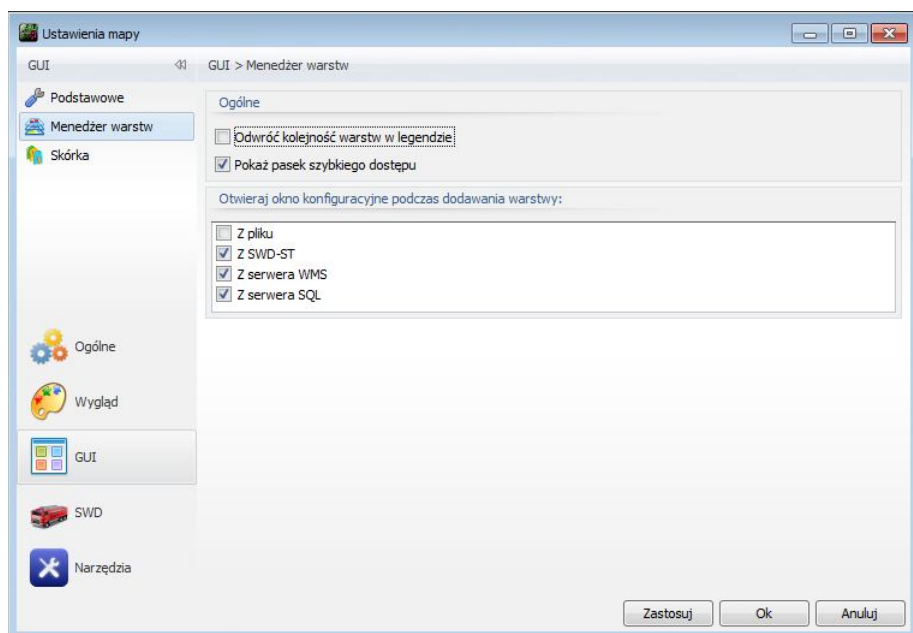 Ustawienia mapy
GUI
GUI > Menedżer warstw
Podstawowe
Menedżer warstw
Skórka
Ogólne
Odwróć kolejność warstw w legendzie
Pokaż pasek szybkiego dostępu
Otwieraj okno konfiguracyjne podczas dodawania warstwy:
Z pliku
Z SWD-ST
Z serwera WMS
Z serwera SQL
Ogólne
Wygląd
GUI
SWD
Narzędzia
Zastosuj
Ok
Anuluj